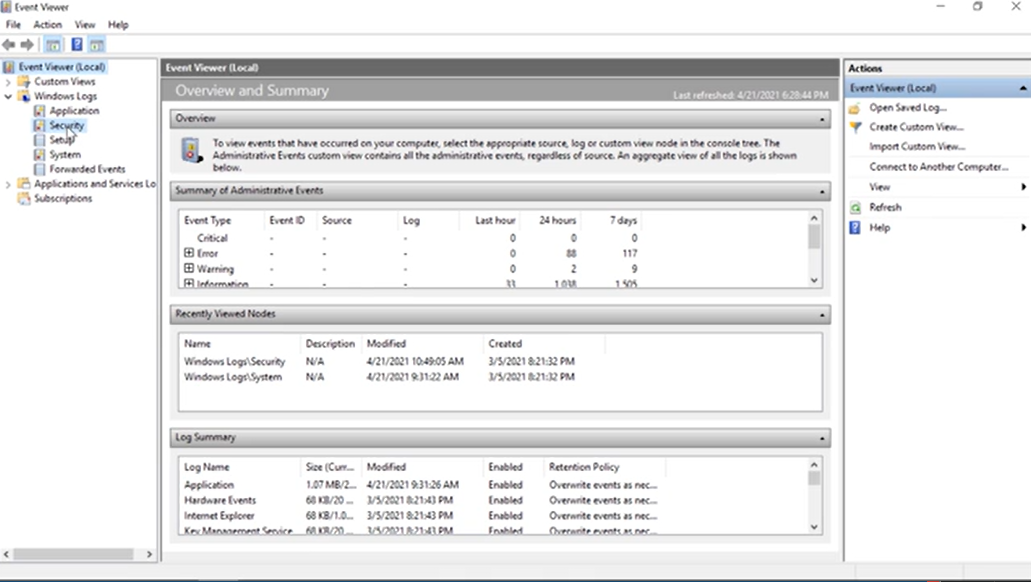 Event Viewer
File Action View Help
Event Viewer (Local)
Custom Views
Windows Logs
Application
Security
Setup
System
Forwarded Events
Applications and Services Lo
Subscriptions
Event Viewer (Local)
Overview and Summary
Last refreshed: 4/21/2021 6:28:44 PM
Overview
To view events that have occurred on your computer, select the appropriate source, log or custom view node in the console tree. The
Administrative Events custom view contains all the administrative events, regardless of source. An aggregate view of all the logs is shown
below.
Summary of Administrative Events
Event Type Event ID Source Log Last hour 24 hours 7 days
Critical - - - 0 0 0
Error - - - 0 88 117
Warning - - - 0 2 9
Information - - - 33 1,038 1,505
Recently Viewed Nodes
Name Description Modified Created
Windows Logs\Security N/A 4/21/2021 10:49:05 AM 3/5/2021 8:21:32 PM
Windows Logs\System N/A 4/21/2021 9:31:22 AM 3/5/2021 8:21:32 PM
Log Summary
Log Name Size (Curr... Modified Enabled Retention Policy
Application 1.07 MB/2... 4/21/2021 9:31:26 AM Enabled Overwrite events as nec...
Hardware Events 68 KB/20 ... 3/5/2021 8:21:43 PM Enabled Overwrite events as nec...
Internet Explorer 68 KB/1.0... 3/5/2021 8:21:43 PM Enabled Overwrite events as nec...
Key Management Service 68 KB/20 ... 3/5/2021 8:21:43 PM Enabled Overwrite events as nec...
Actions
Event Viewer (Local)
Open Saved Log...
Create Custom View...
Import Custom View...
Connect to Another Computer...
View
Refresh
Help